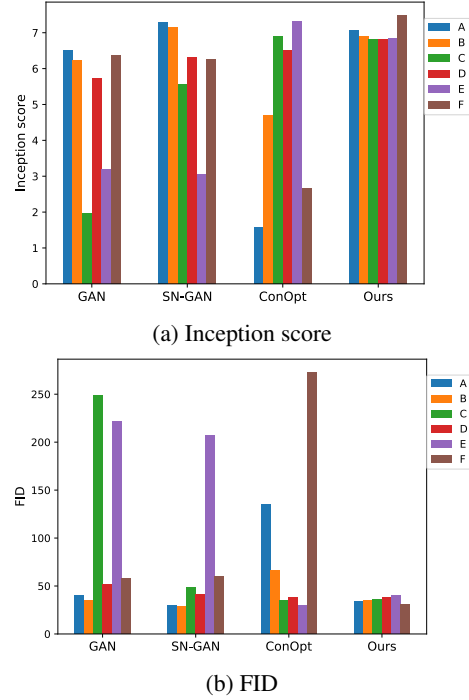 7
6
5
4
3
2
1
0
Inception score
GAN
SN-GAN
ConOpt
Ours
A
B
C
D
E
F
(a) Inception score
250
200
150
100
50
0
FID
GAN
SN-GAN
ConOpt
Ours
A
B
C
D
E
F
(b) FID